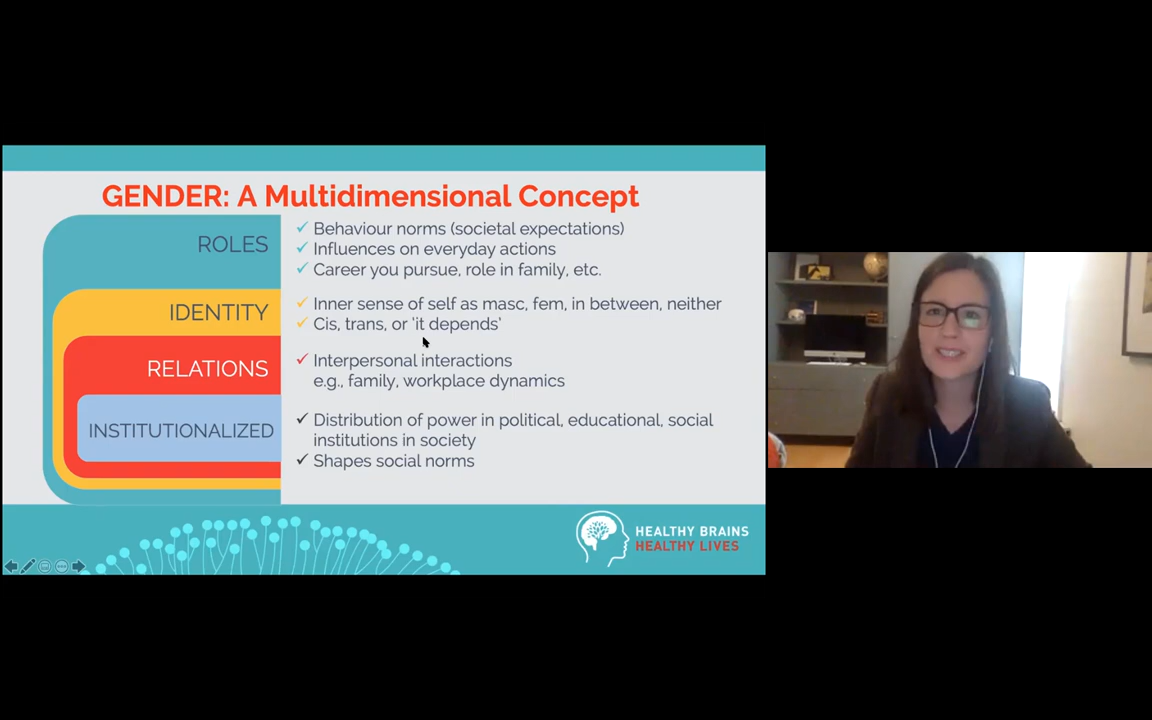 GENDER: A Multidimensional Concept
ROLES
Behaviour norms (societal expectations)
Influences on everyday actions
Career you pursue, role in family, etc.
IDENTITY
Inner sense of self as masc, fem, in between, neither
Cis, trans, or 'it depends'
RELATIONS
Interpersonal interactions
e.g., family, workplace dynamics
INSTITUTIONALIZED
Distribution of power in political, educational, social
institutions in society
Shapes social norms
HEALTHY BRAINS
HEALTHY LIVES